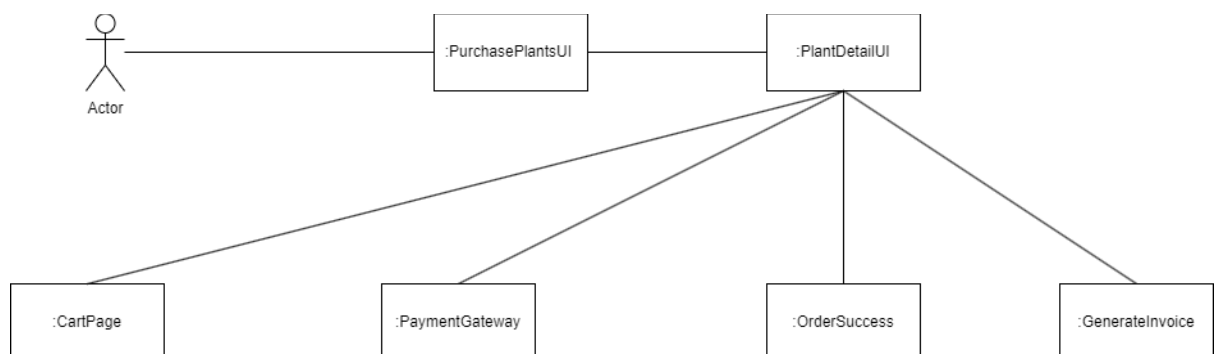 :PurchasePlantsUI
:PlantDetailUI
Actor
:CartPage
:PaymentGateway
:OrderSuccess
:GenerateInvoice